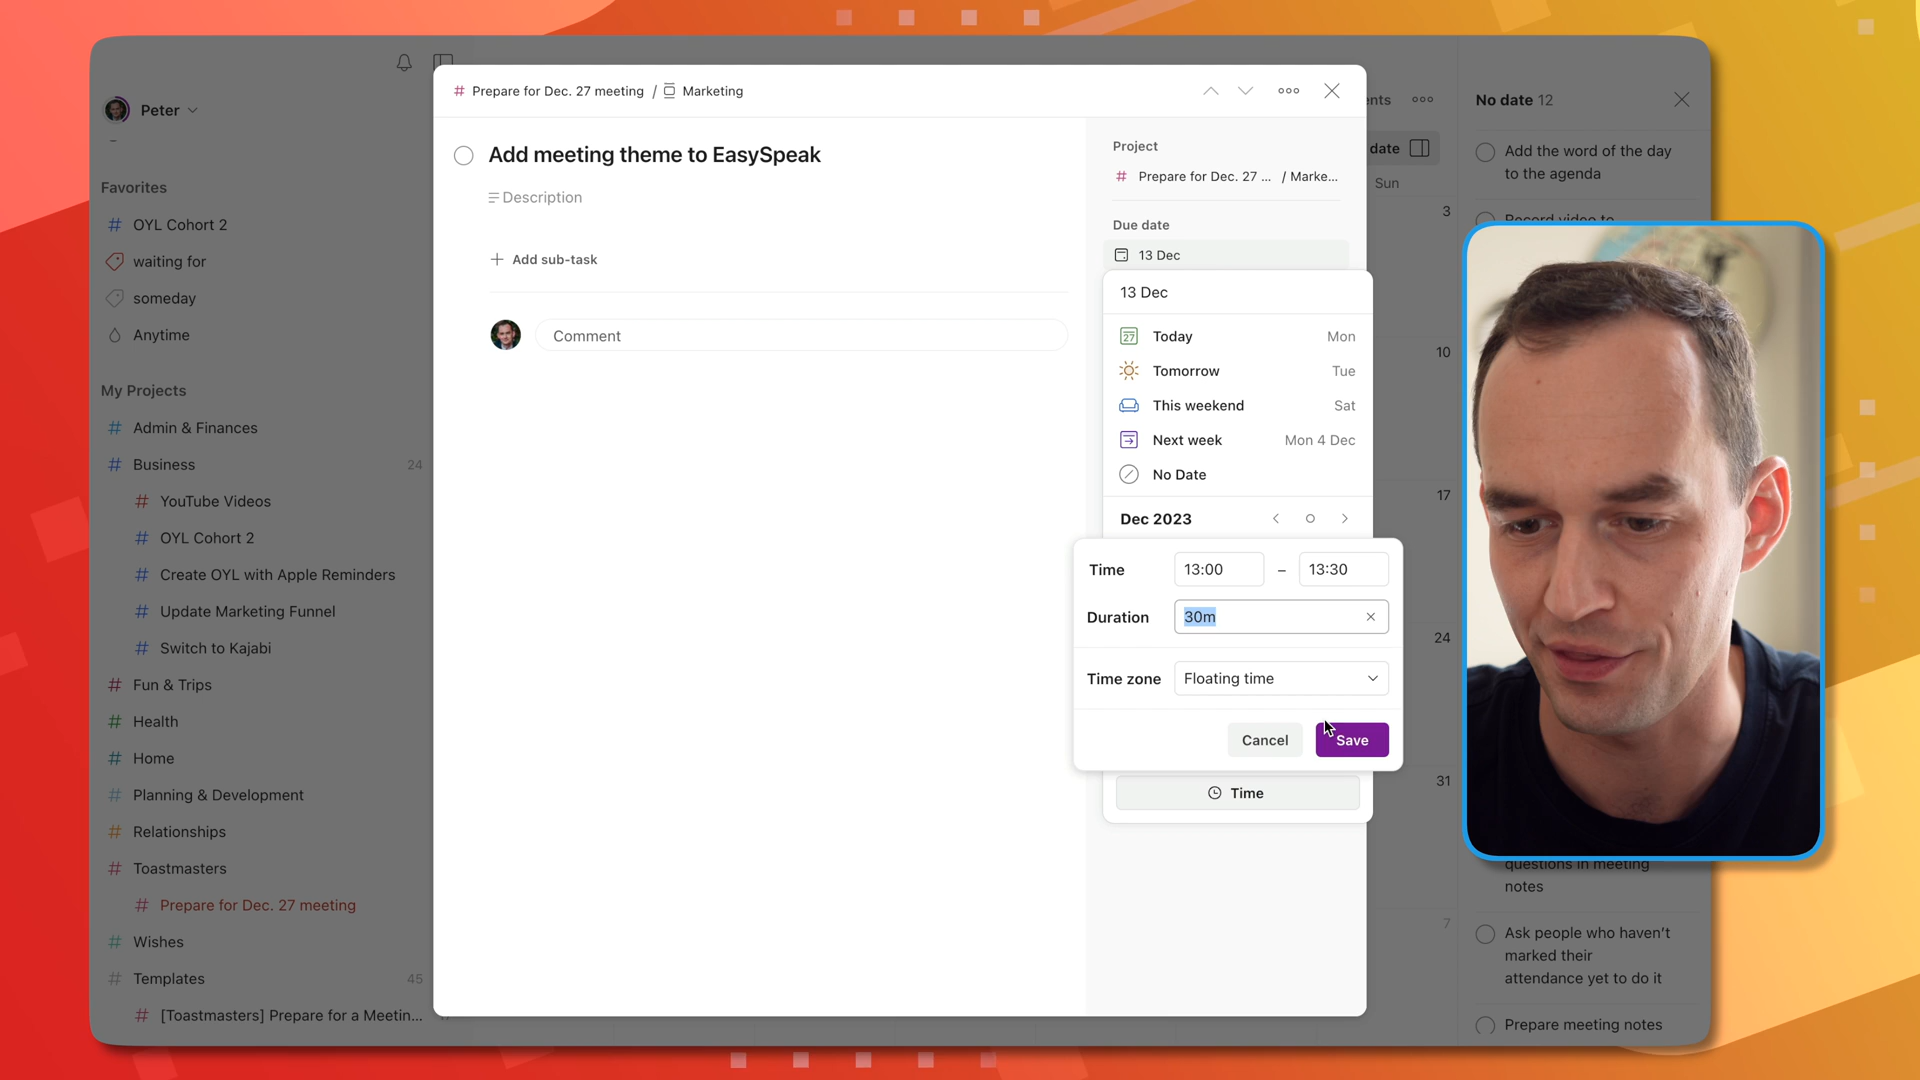 Peter
Favorites
OYL Cohort 2
waiting for
someday
Anytime
My Projects
Admin & Finances
Business 24
YouTube Videos
OYL Cohort 2
Create OYL with Apple Reminders
Update Marketing Funnel
Switch to Kajabi
Fun & Trips
Health
Home
Planning & Development
Relationships
Toastmasters
Prepare for Dec. 27 meeting
Wishes
Templates 45
[Toastmasters] Prepare for a Meetin...
# Prepare for Dec. 27 meeting / Marketing
Add meeting theme to EasySpeak
Description
+ Add sub-task
Comment
Project
# Prepare for Dec. 27 ... / Marke...
Due date
13 Dec
13 Dec
27 Today Mon
Tomorrow Tue
This weekend Sat
Next week Mon 4 Dec
No Date
Dec 2023
Time 13:00 – 13:30
Duration 30m
Time zone Floating time
Cancel Save
Time
date
Sun
3
10
17
24
31
7
No date 12
Add the word of the day
to the agenda
Record video to
questions in meeting
notes
Ask people who haven't
marked their
attendance yet to do it
Prepare meeting notes